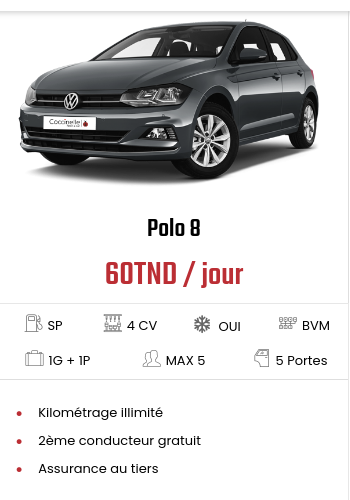 Coccinelle
Polo 8
60TND / jour
SP
4 CV
OUI
BVM
1G + 1P
MAX 5
5 Portes
Kilométrage illimité
2ème conducteur gratuit
Assurance au tiers